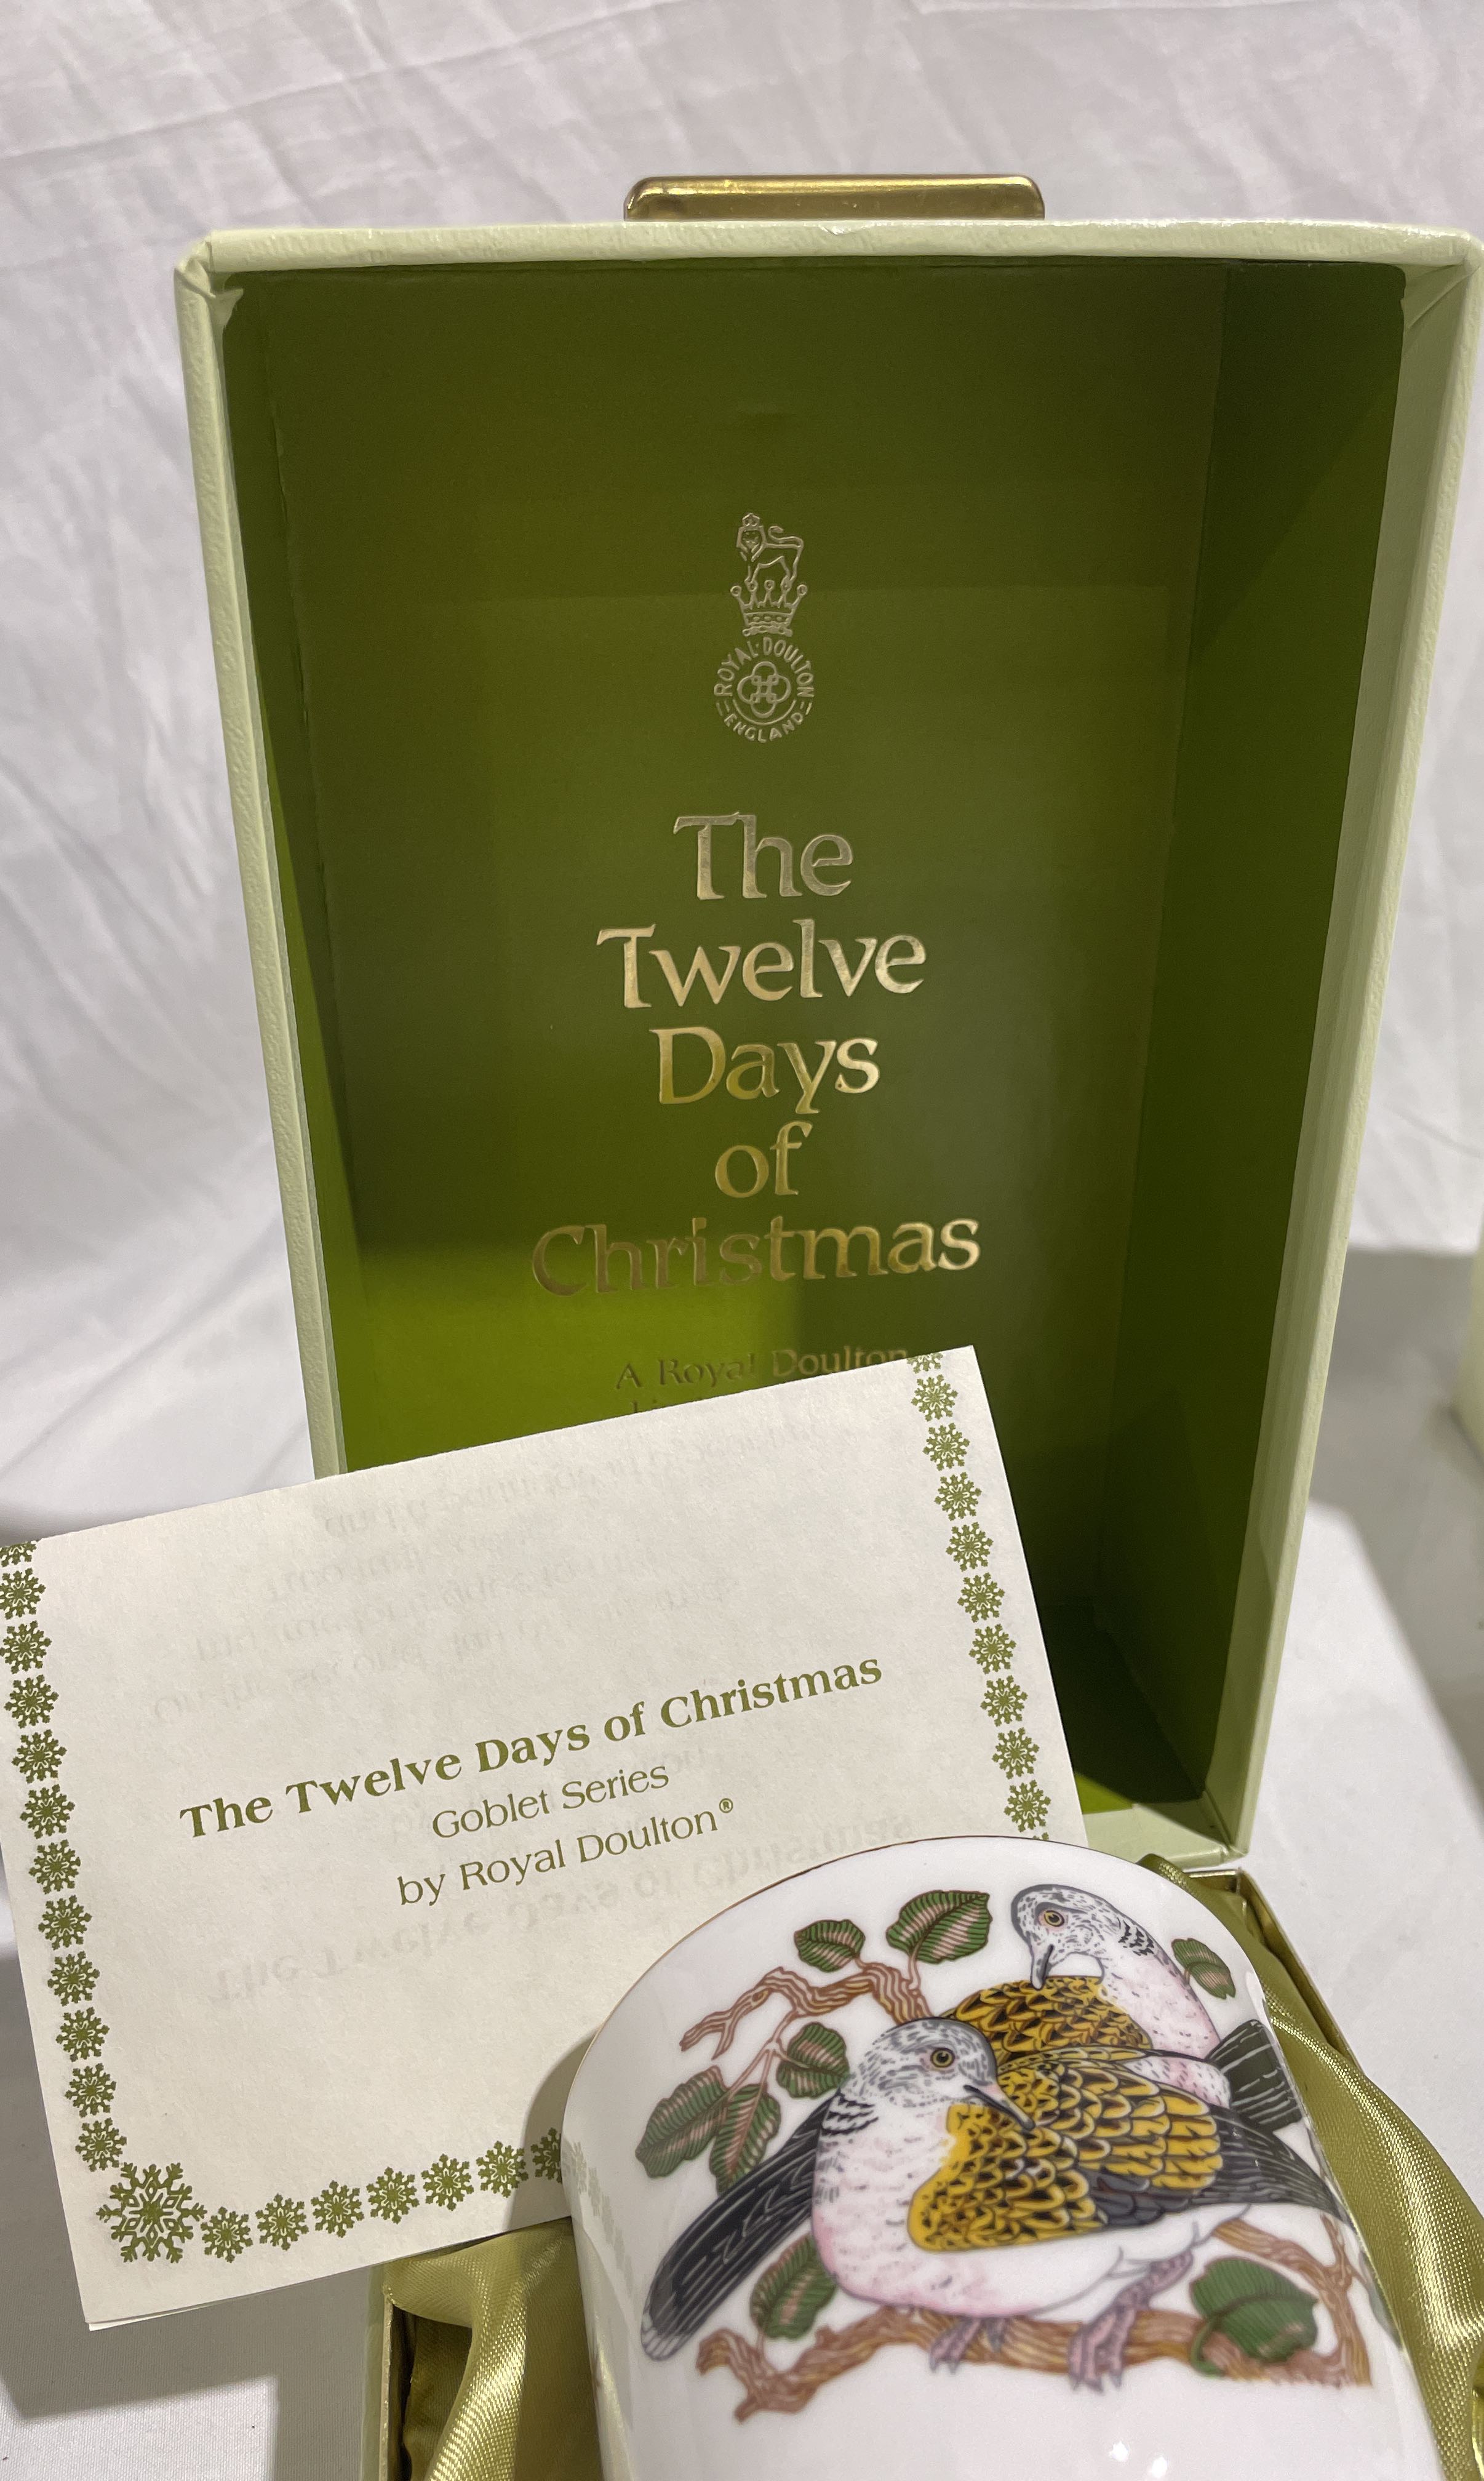 ROYAL DOULTON
ENGLAND
The
Twelve
Days
of
Christmas
A Royal Doulton
The Twelve Days of Christmas
Goblet Series
by Royal Doulton®